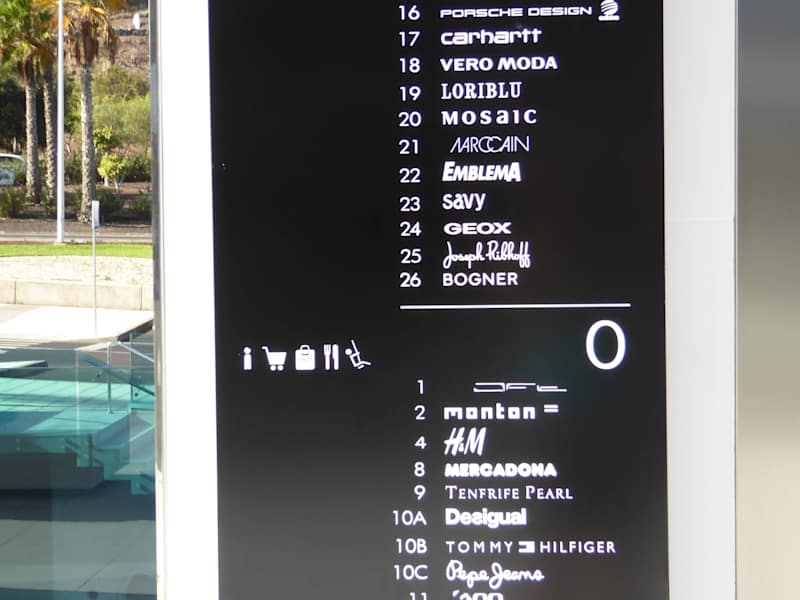 16 PORSCHE DESIGN
17 carhartt
18 VERO MODA
19 LORIBLU
20 MOSAIC
21 MARCCAIN
22 EMBLEMA
23 savy
24 GEOX
25 Joseph Ribkoff
26 BOGNER
0
1
2 monton =
4 H&M
8 MERCADONA
9 TENERIFE PEARL
10A Desigual
10B TOMMY HILFIGER
10C Pepe Jeans
11